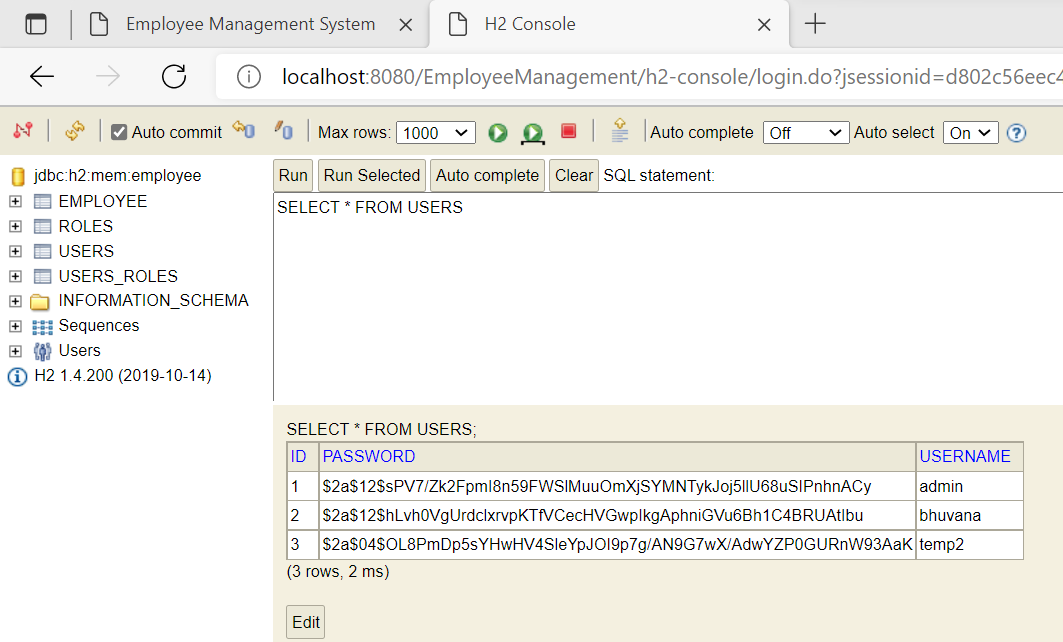 Employee Management System
H2 Console
localhost:8080/EmployeeManagement/h2-console/login.do?jsessionid=d802c56eec4
Auto commit Max rows: 1000 Auto complete Off Auto select On
jdbc:h2:mem:employee
EMPLOYEE
ROLES
USERS
USERS_ROLES
INFORMATION_SCHEMA
Sequences
Users
H2 1.4.200 (2019-10-14)
Run Run Selected Auto complete Clear SQL statement:
SELECT * FROM USERS
SELECT * FROM USERS;
ID PASSWORD USERNAME
1 $2a$12$sPV7/Zk2FpmI8n59FWSlMuuOmXjSYMNTykJoj5llU68uSIPnhnACy admin
2 $2a$12$hLvh0VgUrdclxrvpKTfVCecHVGwpIkgAphniGVu6Bh1C4BRUAtlbu bhuvana
3 $2a$04$OL8PmDp5sYHwHV4SleYpJOI9p7g/AN9G7wX/AdwYZP0GURnW93AaK temp2
(3 rows, 2 ms)
Edit